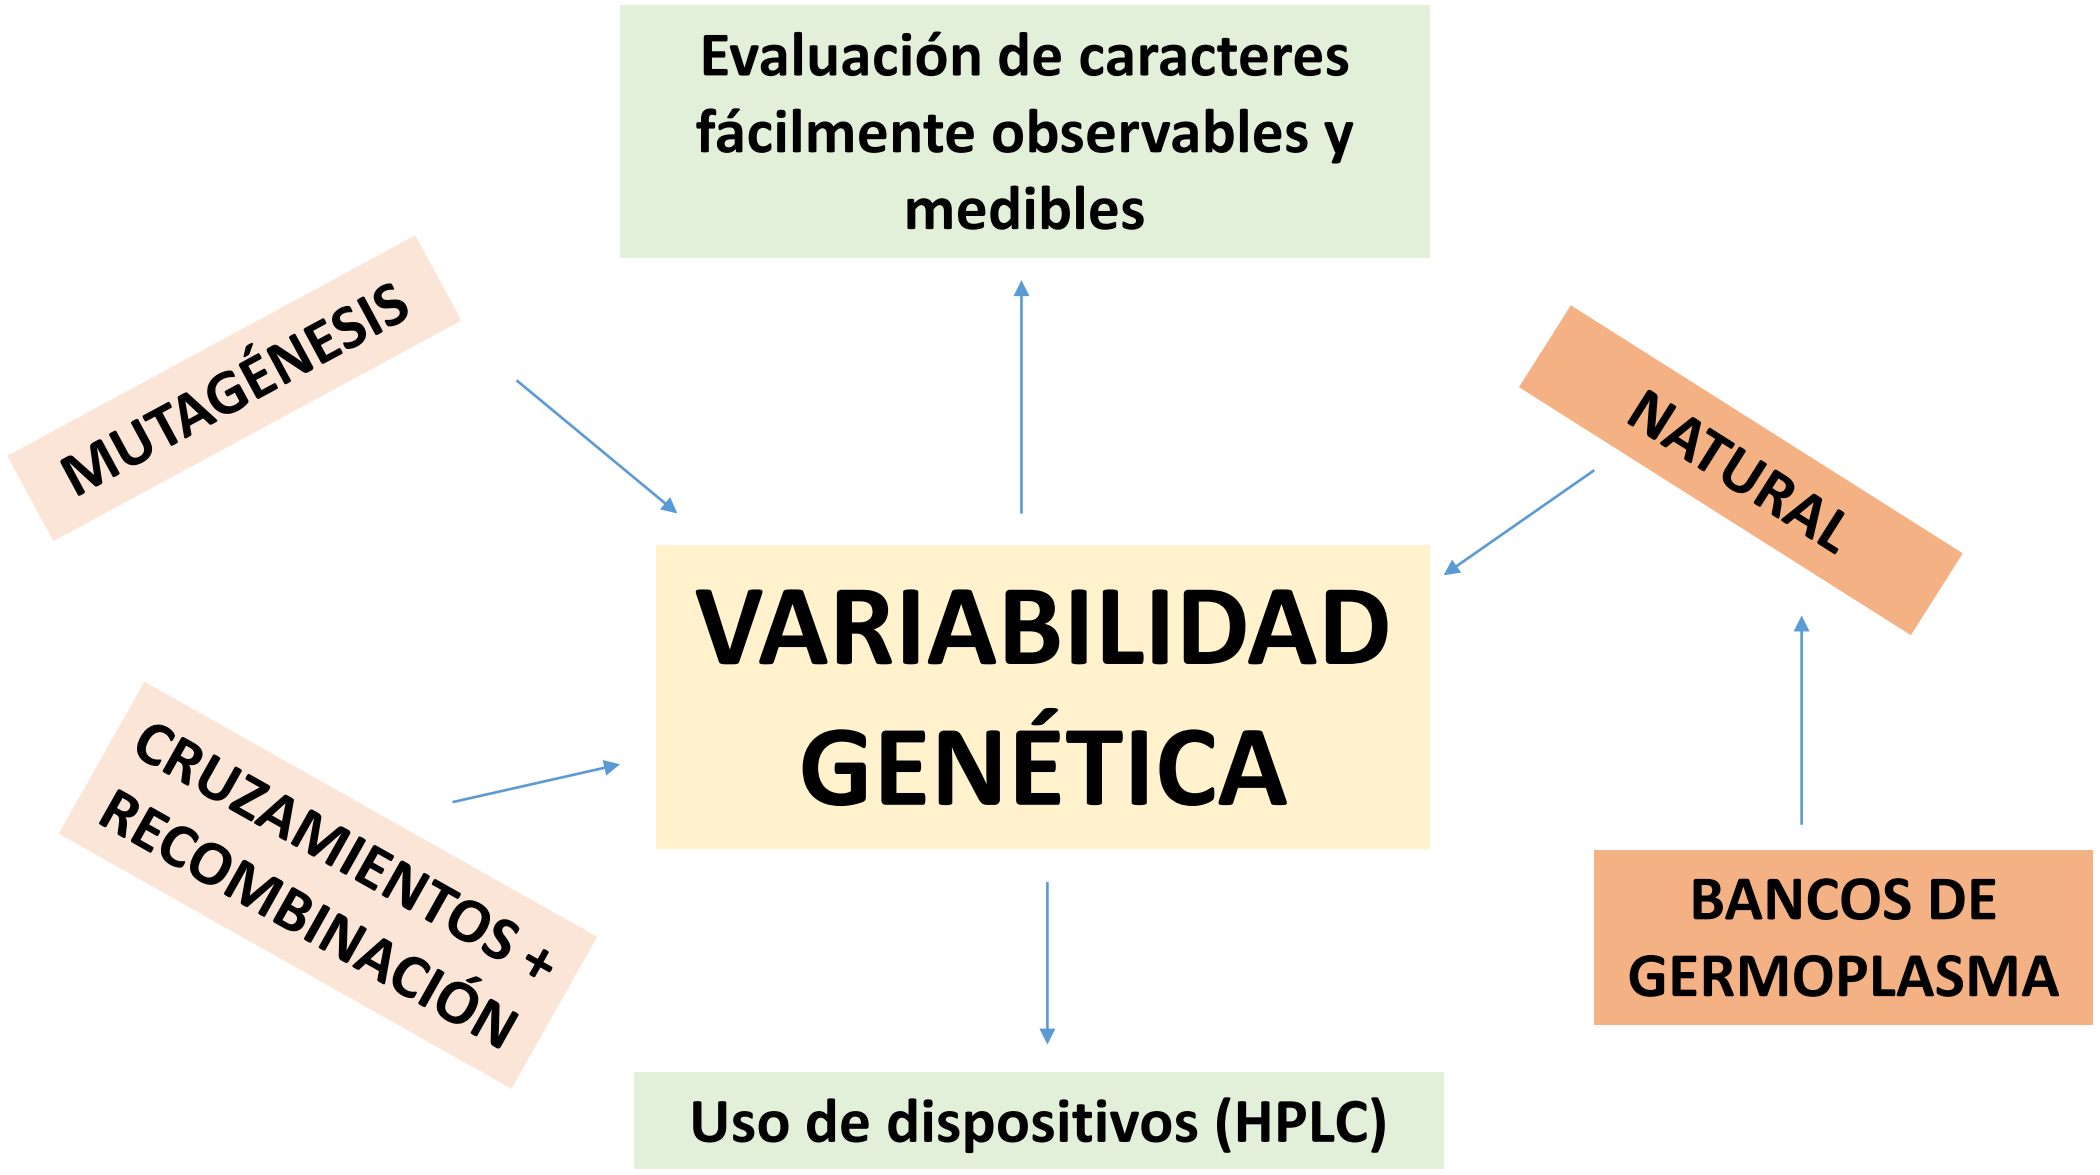 Evaluación de caracteres
fácilmente observables y
medibles
MUTAGÉNESIS
NATURAL
VARIABILIDAD
GENÉTICA
CRUZAMIENTOS +
RECOMBINACIÓN
BANCOS DE
GERMOPLASMA
Uso de dispositivos (HPLC)